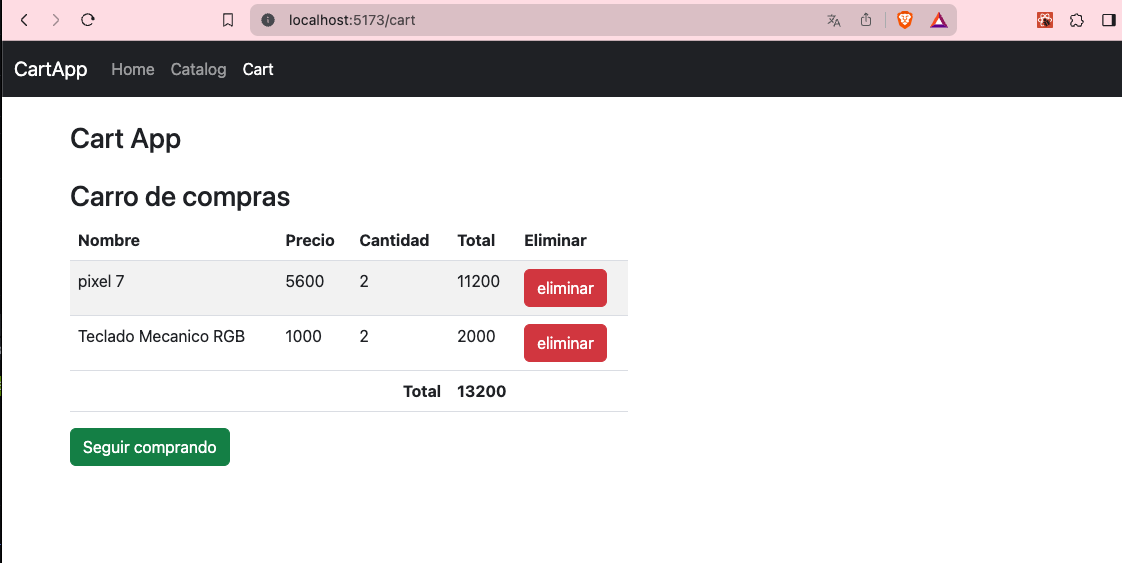 localhost:5173/cart
CartApp Home Catalog Cart
Cart App
Carro de compras
Nombre Precio Cantidad Total Eliminar
pixel 7 5600 2 11200 eliminar
Teclado Mecanico RGB 1000 2 2000 eliminar
Total 13200
Seguir comprando